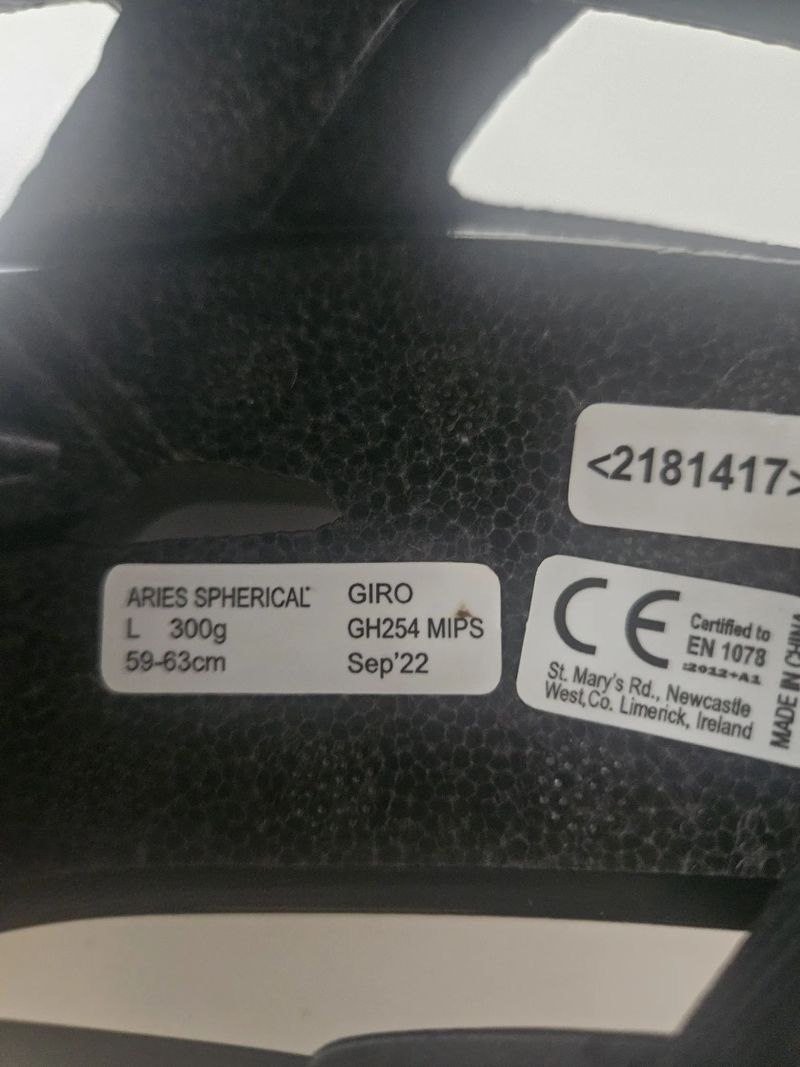 <2181417>
ARIES SPHERICAL™ GIRO
L 300g GH254 MIPS
59-63cm Sep'22
CE Certified to
EN 1078
:2012+A1
St. Mary's Rd., Newcastle
West,Co. Limerick, Ireland
MADE IN CHINA